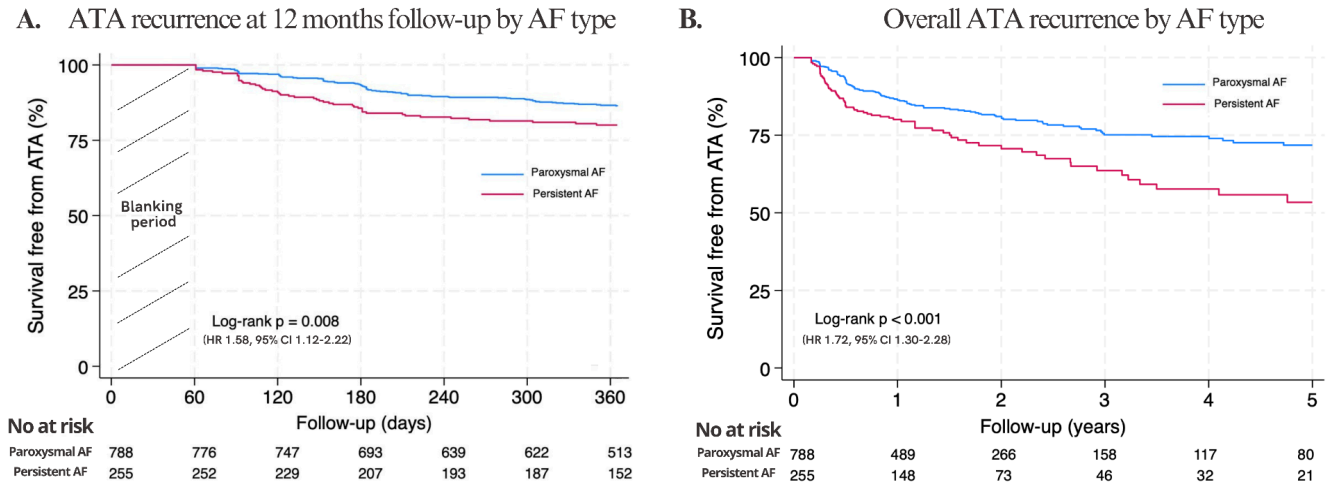 A. ATA recurrence at 12 months follow-up by AF type
Survival free from ATA (%)
100
75
50
25
0
Blanking
period
Paroxysmal AF
Persistent AF
Log-rank p = 0.008
(HR 1.58, 95% CI 1.12-2.22)
0 60 120 180 240 300 360
Follow-up (days)
No at risk
Paroxysmal AF 788 776 747 693 639 622 513
Persistent AF 255 252 229 207 193 187 152
B. Overall ATA recurrence by AF type
Survival free from ATA (%)
100
75
50
25
0
Paroxysmal AF
Persistent AF
Log-rank p < 0.001
(HR 1.72, 95% CI 1.30-2.28)
0 1 2 3 4 5
Follow-up (years)
No at risk
Paroxysmal AF 788 489 266 158 117 80
Persistent AF 255 148 73 46 32 21